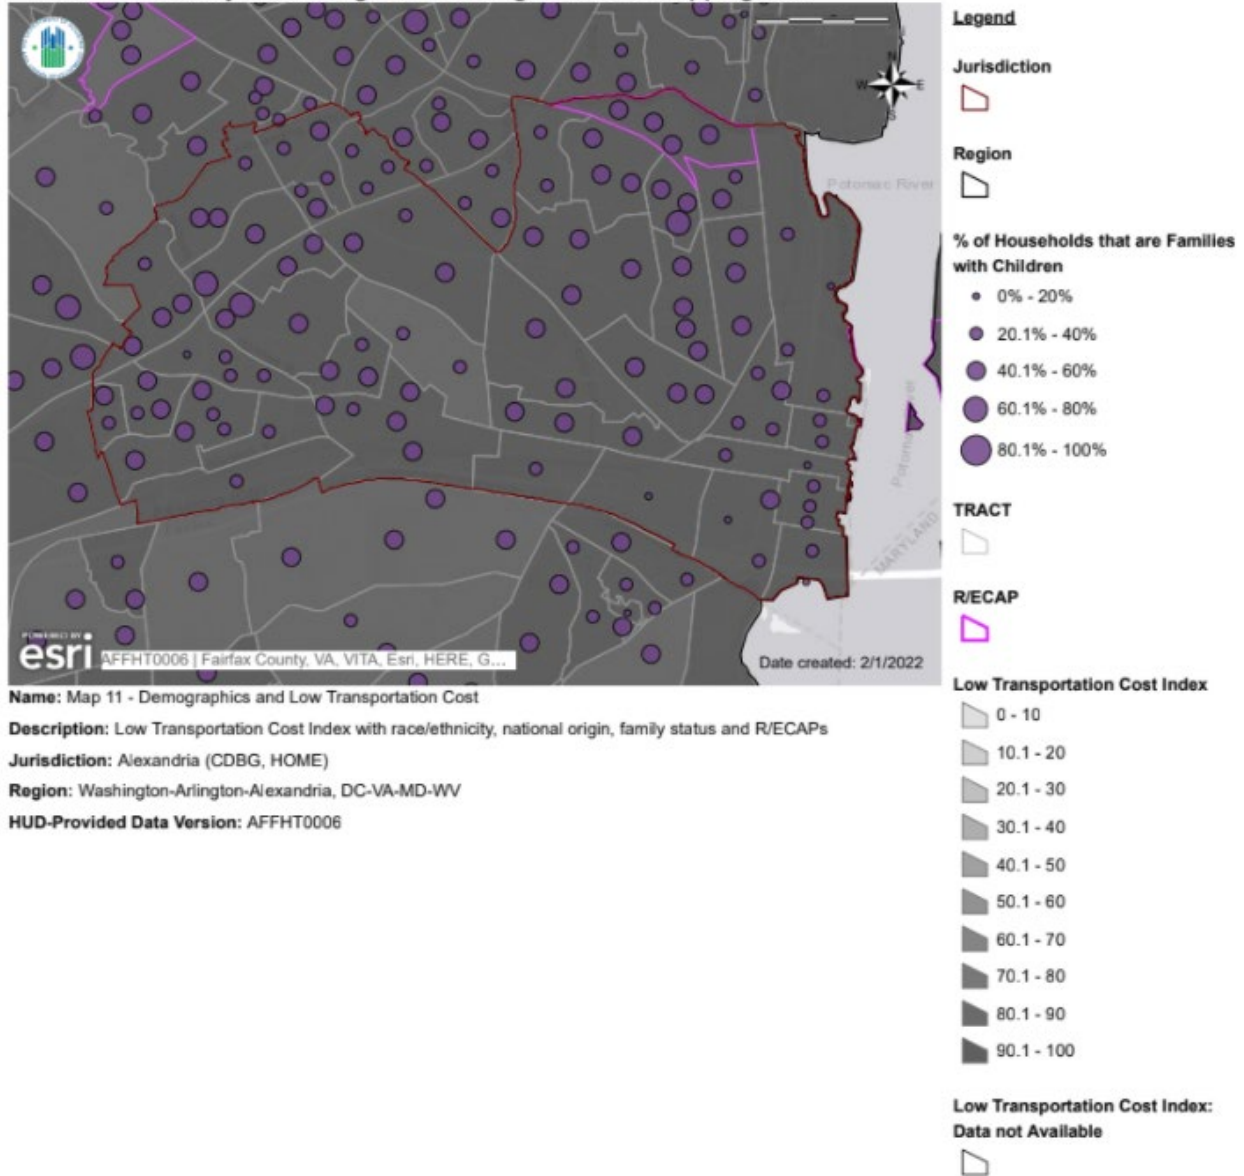 N
W
E
S
Potomac River
Potomac River
MARYLAND
POWERED BY
esri
AFFHT0006 | Fairfax County, VA, VITA, Esri, HERE, G...
Date created: 2/1/2022
Name: Map 11 - Demographics and Low Transportation Cost
Description: Low Transportation Cost Index with race/ethnicity, national origin, family status and R/ECAPs
Jurisdiction: Alexandria (CDBG, HOME)
Region: Washington-Arlington-Alexandria, DC-VA-MD-WV
HUD-Provided Data Version: AFFHT0006
Legend
Jurisdiction
Region
% of Households that are Families
with Children
0% - 20%
20.1% - 40%
40.1% - 60%
60.1% - 80%
80.1% - 100%
TRACT
R/ECAP
Low Transportation Cost Index
0 - 10
10.1 - 20
20.1 - 30
30.1 - 40
40.1 - 50
50.1 - 60
60.1 - 70
70.1 - 80
80.1 - 90
90.1 - 100
Low Transportation Cost Index:
Data not Available